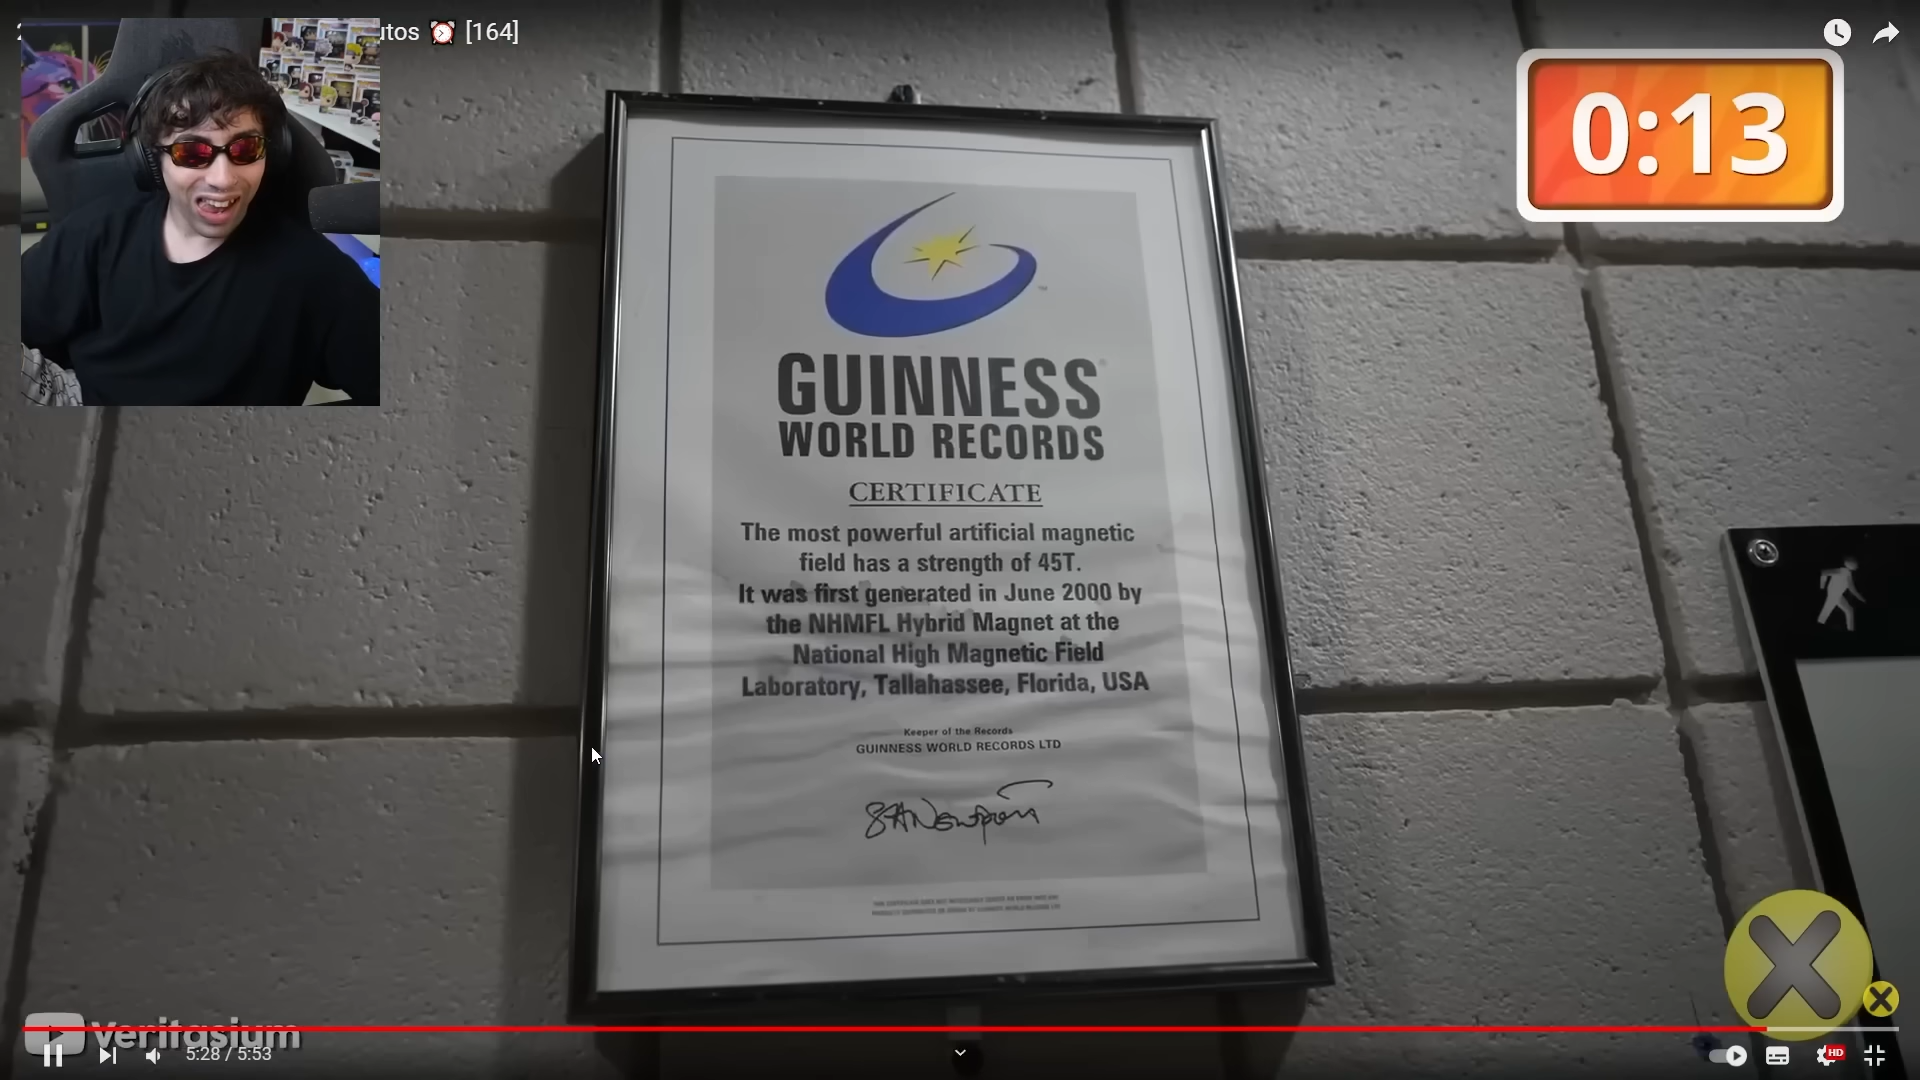 utos ⏰ [164]
0:13
GUINNESS
WORLD RECORDS
CERTIFICATE
The most powerful artificial magnetic
field has a strength of 45T.
It was first generated in June 2000 by
the NHMFL Hybrid Magnet at the
National High Magnetic Field
Laboratory, Tallahassee, Florida, USA
Keeper of the Records
GUINNESS WORLD RECORDS LTD
Veritasium
5:28 / 5:53
HD